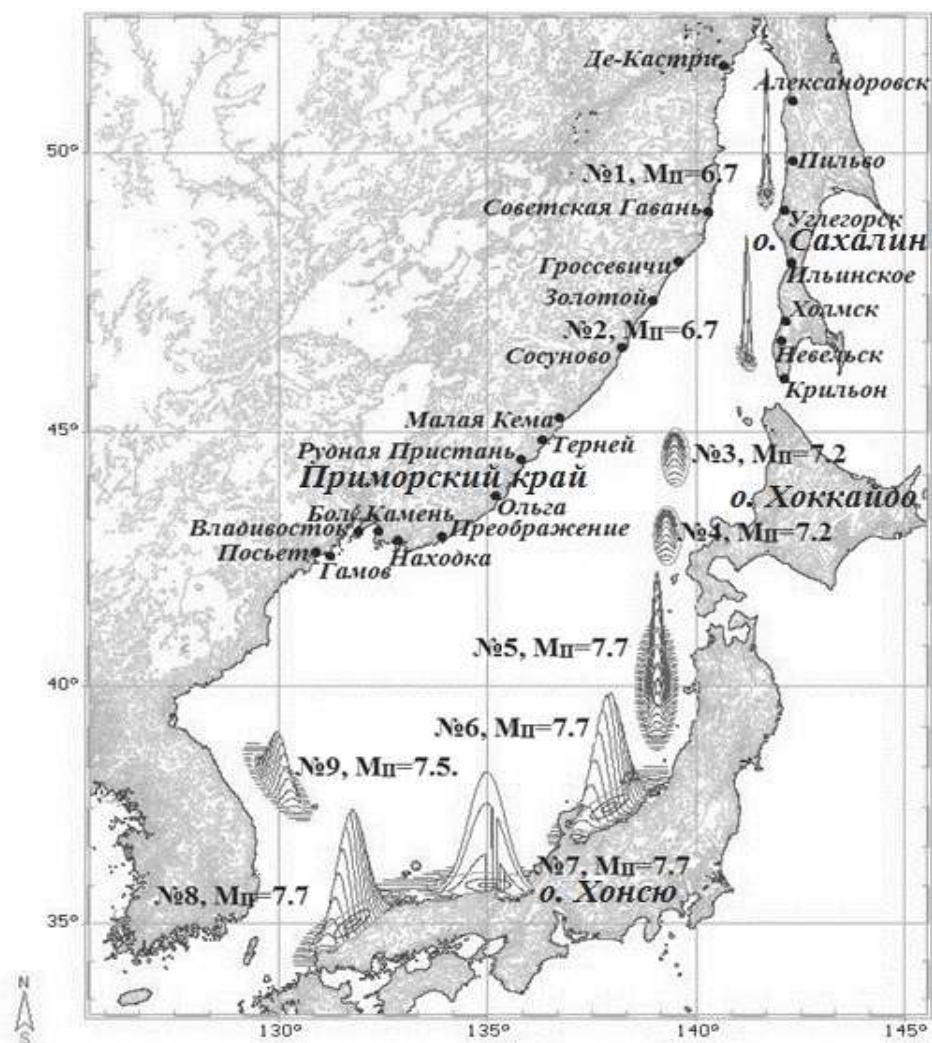 Де-Кастри
Александровск
50°
Пильво
№1, Мп=6.7
Советская Гавань
Углегорск
о. Сахалин
Гроссевичи
Ильинское
Золотой
Холмск
№2, Мп=6.7
Сосуново
Невельск
Крильон
Малая Кема
45°
Терней
Рудная Пристань
№3, Мп=7.2
Приморский край
о. Хоккайдо
Ольга
Бол. Камень
Владивосток
Преображение
№4, Мп=7.2
Посьет
Находка
Гамов
№5, Мп=7.7
40°
№6, Мп=7.7
№9, Мп=7.5.
№7, Мп=7.7
№8, Мп=7.7
о. Хонсю
35°
N
S
130°
135°
140°
145°